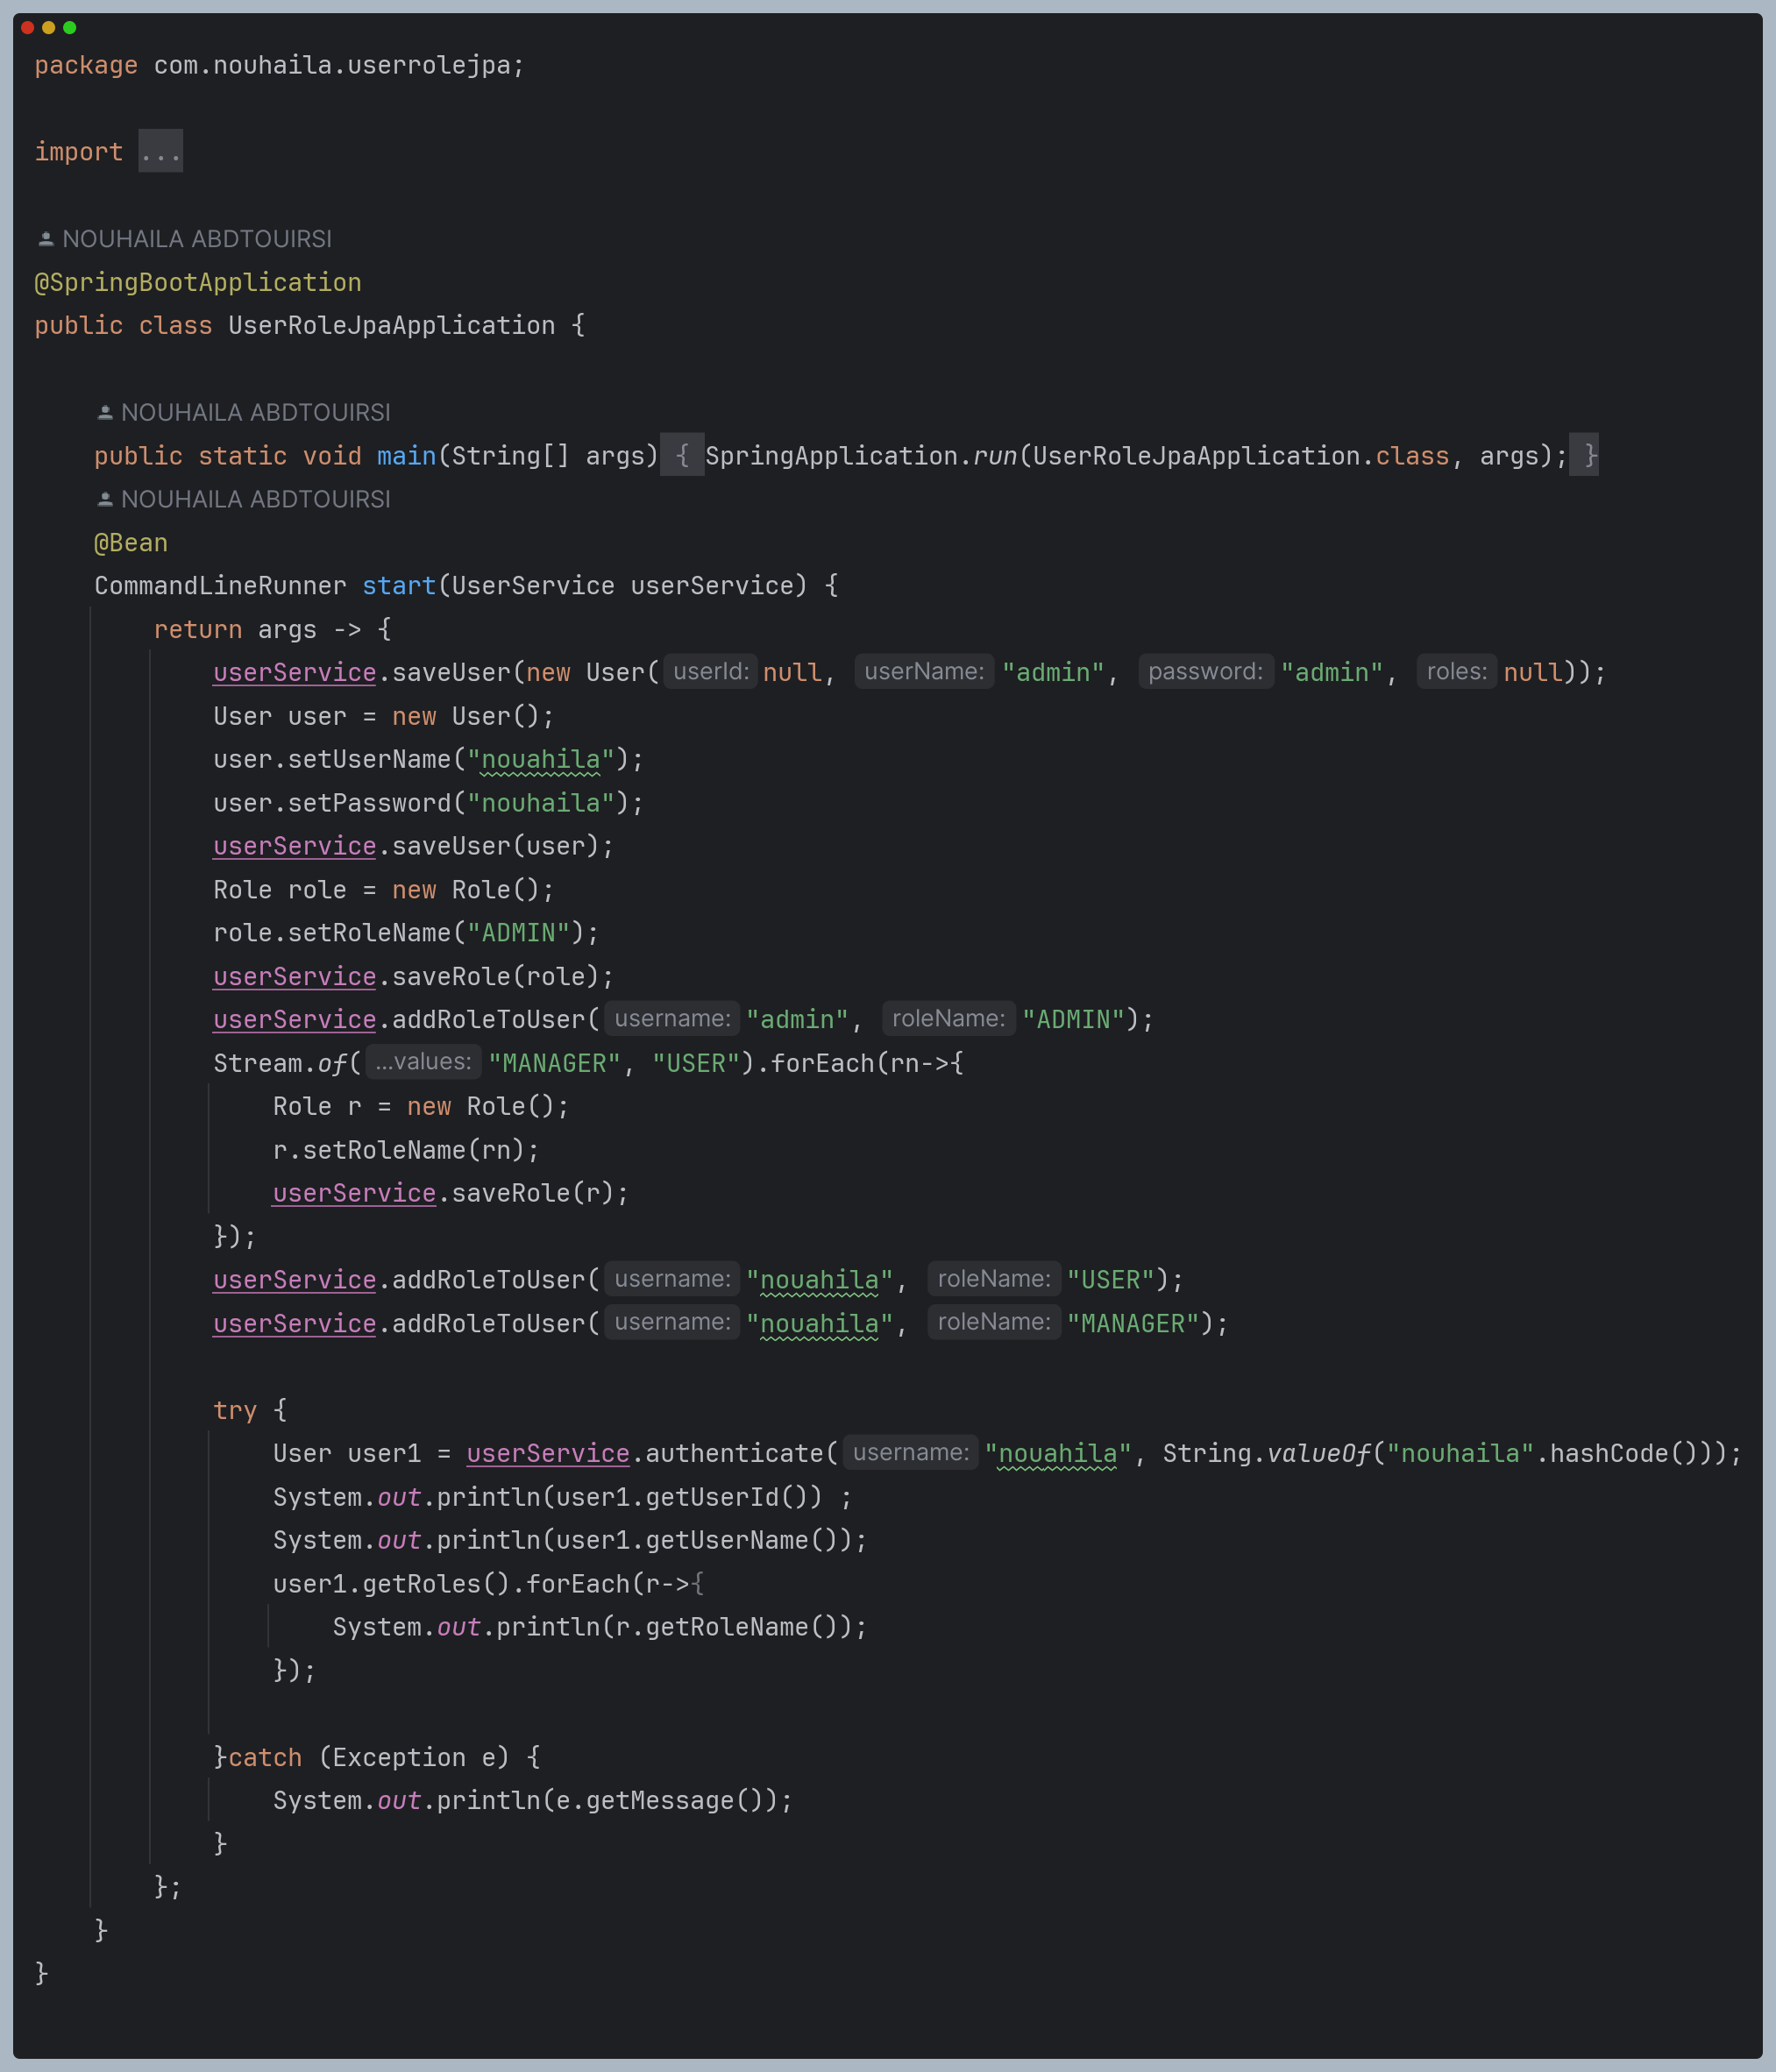 package com.nouhaila.userrolejpa;
import ...
NOUHAILA ABDTOUIRSI
@SpringBootApplication
public class UserRoleJpaApplication {
NOUHAILA ABDTOUIRSI
public static void main(String[] args) { SpringApplication.run(UserRoleJpaApplication.class, args); }
NOUHAILA ABDTOUIRSI
@Bean
CommandLineRunner start(UserService userService) {
return args -> {
userService.saveUser(new User( userId: null, userName: "admin", password: "admin", roles: null));
User user = new User();
user.setUserName("nouahila");
user.setPassword("nouhaila");
userService.saveUser(user);
Role role = new Role();
role.setRoleName("ADMIN");
userService.saveRole(role);
userService.addRoleToUser( username: "admin", roleName: "ADMIN");
Stream.of( ...values: "MANAGER", "USER").forEach(rn->{
Role r = new Role();
r.setRoleName(rn);
userService.saveRole(r);
});
userService.addRoleToUser( username: "nouahila", roleName: "USER");
userService.addRoleToUser( username: "nouahila", roleName: "MANAGER");
try {
User user1 = userService.authenticate( username: "nouahila", String.valueOf("nouhaila".hashCode()));
System.out.println(user1.getUserId()) ;
System.out.println(user1.getUserName());
user1.getRoles().forEach(r->{
System.out.println(r.getRoleName());
});
}catch (Exception e) {
System.out.println(e.getMessage());
}
};
}
}